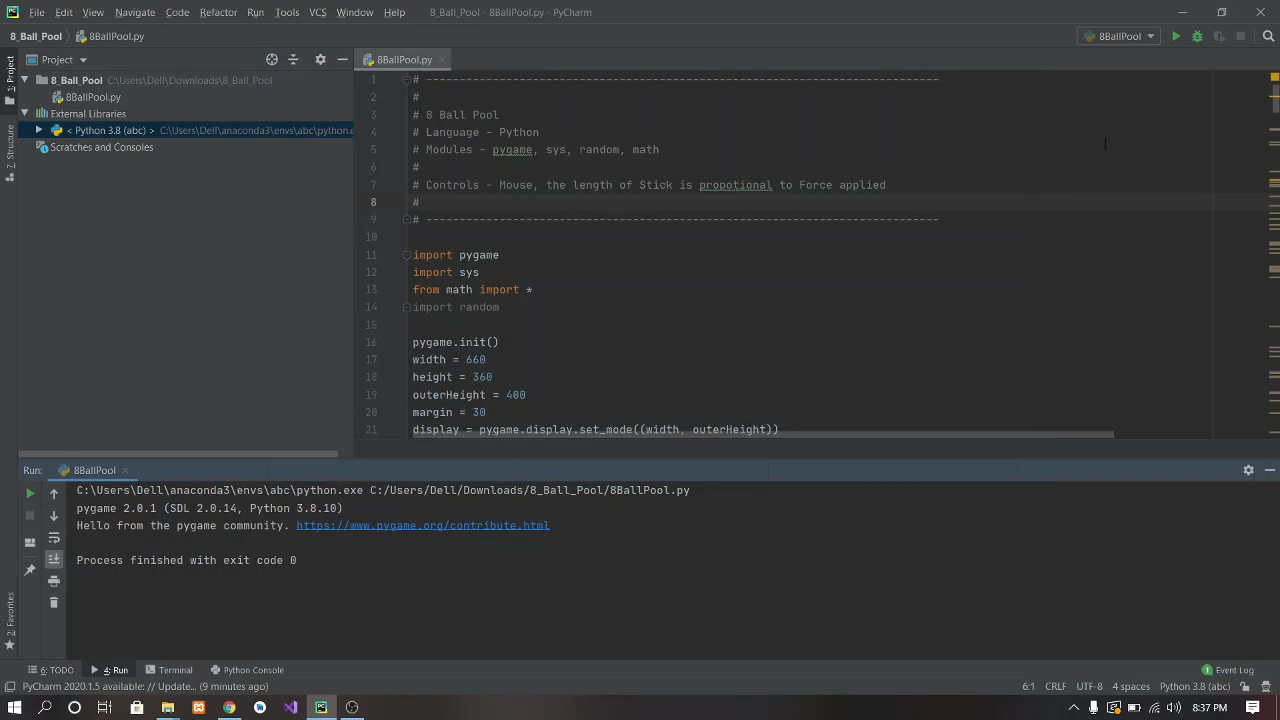 File Edit View Navigate Code Refactor Run Tools VCS Window Help 8_Ball_Pool - 8BallPool.py - PyCharm
8_Ball_Pool 8BallPool.py 8BallPool
Project 8BallPool.py
1: Project
7: Structure
2: Favorites
8_Ball_Pool C:\Users\Dell\Downloads\8_Ball_Pool
8BallPool.py
External Libraries
< Python 3.8 (abc) > C:\Users\Dell\anaconda3\envs\abc\python.e
Scratches and Consoles
1 # -----------------------------------------------------------------------------
2 #
3 # 8 Ball Pool
4 # Language - Python
5 # Modules - pygame, sys, random, math
6 #
7 # Controls - Mouse, the length of Stick is propotional to Force applied
8 #
9 # -----------------------------------------------------------------------------
10
11 import pygame
12 import sys
13 from math import *
14 import random
15
16 pygame.init()
17 width = 660
18 height = 360
19 outerHeight = 400
20 margin = 30
21 display = pygame.display.set_mode((width, outerHeight))
Run: 8BallPool
C:\Users\Dell\anaconda3\envs\abc\python.exe C:/Users/Dell/Downloads/8_Ball_Pool/8BallPool.py
pygame 2.0.1 (SDL 2.0.14, Python 3.8.10)
Hello from the pygame community. https://www.pygame.org/contribute.html
Process finished with exit code 0
6: TODO 4: Run Terminal Python Console Event Log
PyCharm 2020.1.5 available: // Update... (9 minutes ago) 6:1 CRLF UTF-8 4 spaces Python 3.8 (abc)
8:37 PM